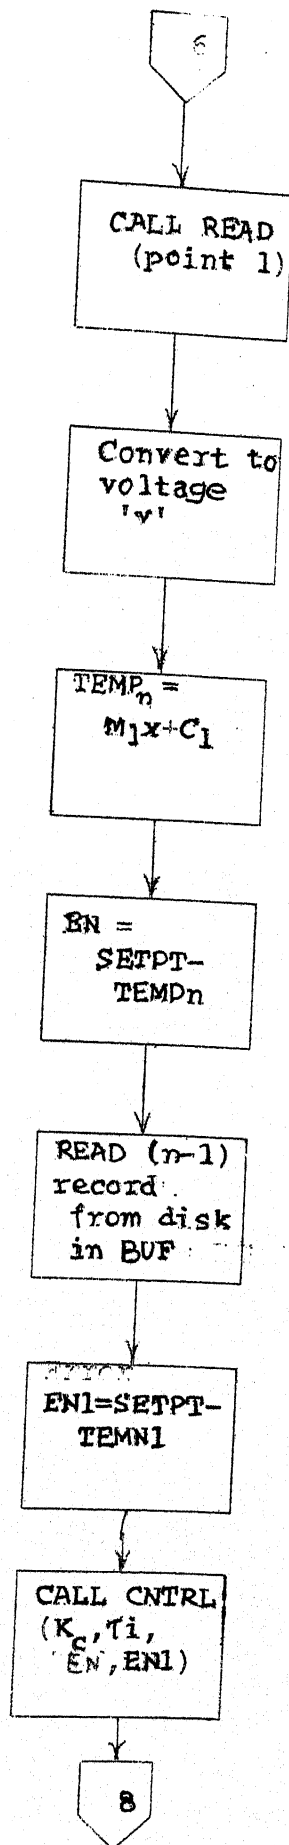 6
CALL READ
(point 1)
Convert to
voltage
'v'
TEMPn =
M1x+C1
EN =
SETPT-
TEMPn
READ (n-1)
record
from disk
in BUF
EN1=SETPT-
TEMN1
CALL CNTRL
(Kc,Ti,
EN,EN1)
8